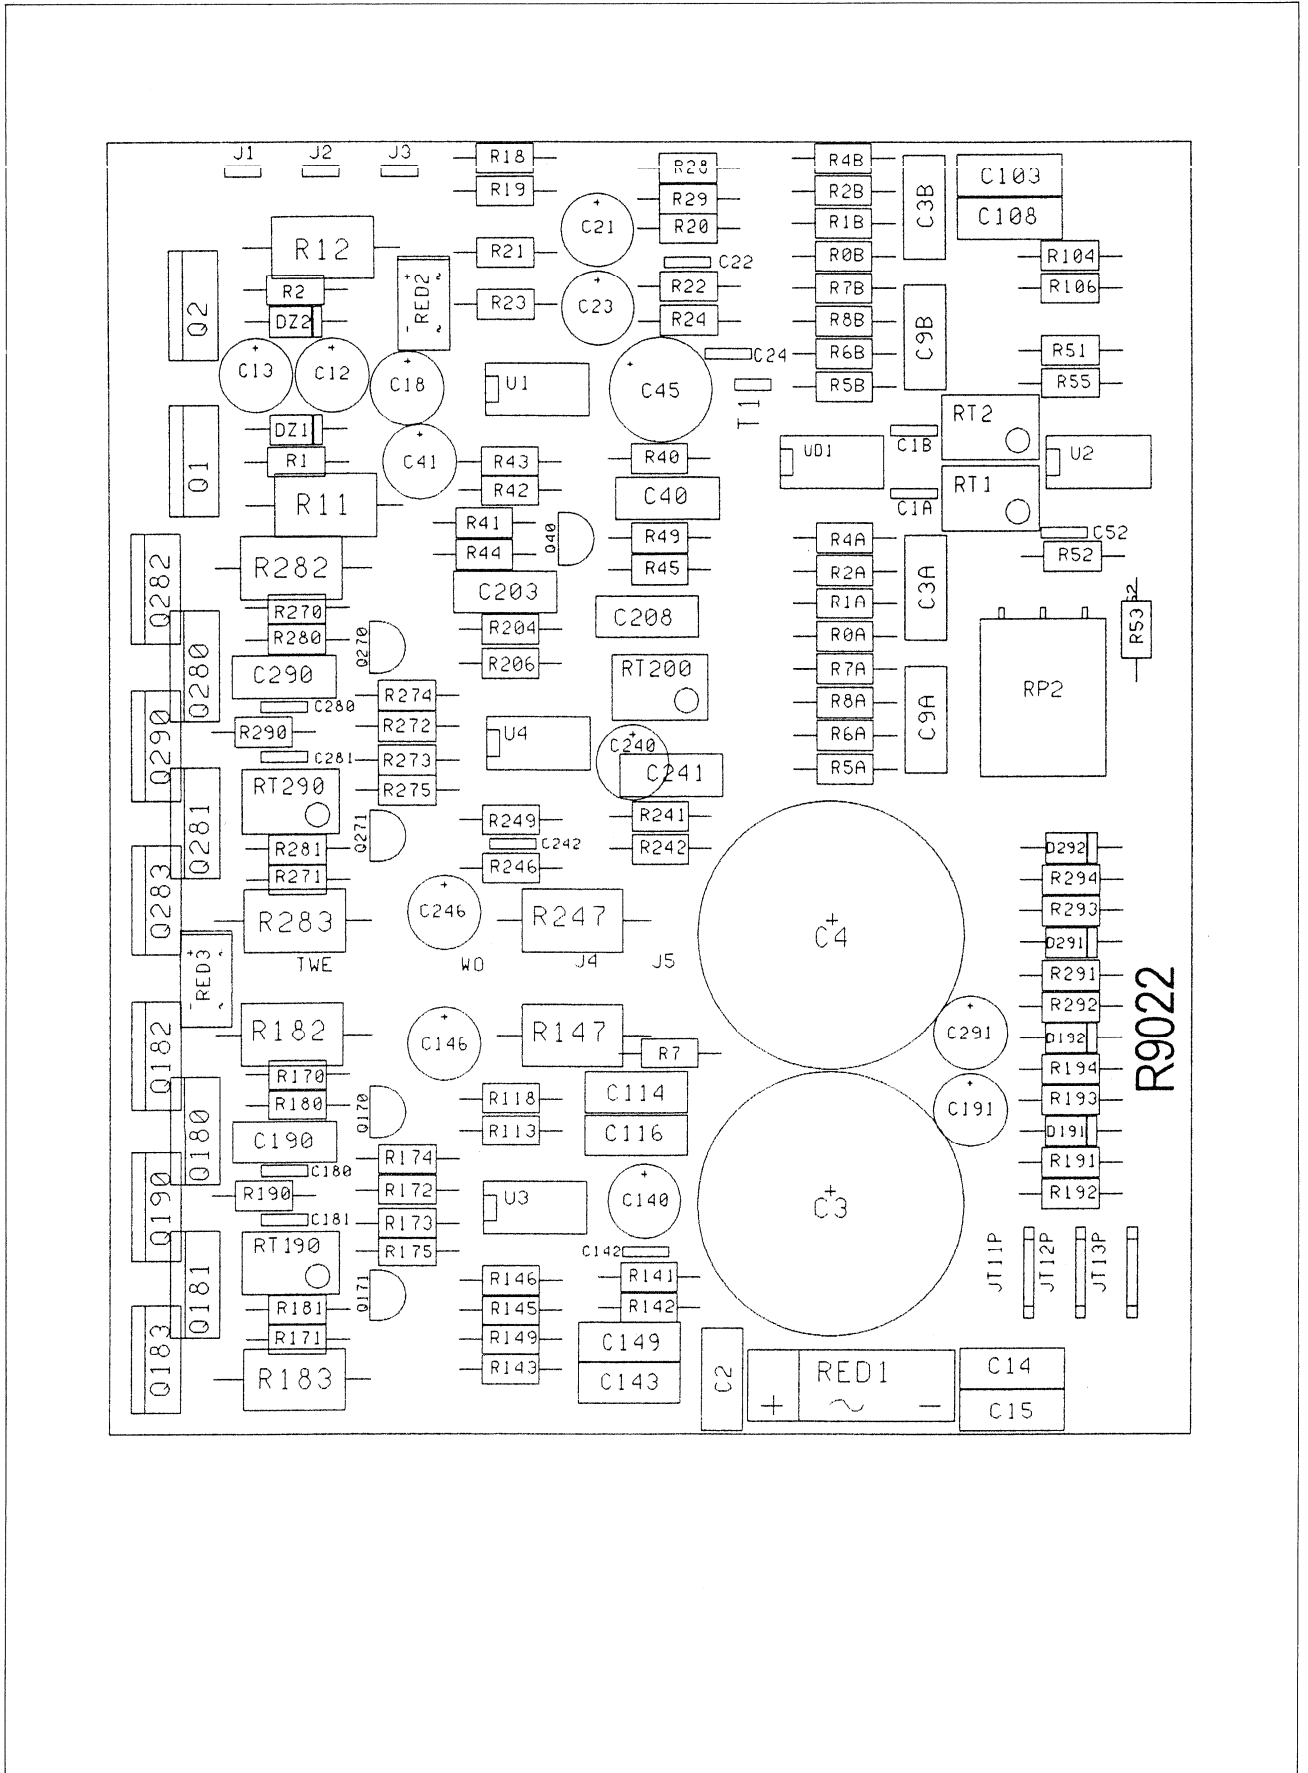 J1 J2 J3 R18 R28 R4B C103
R19 R29 R2B C3B
C21 R20 R1B C108
R12 R21 C22 R0B R104
R2 RED2 R23 C23 R22 R7B R106
Q2 DZ2 R24 R8B C9B
C13 C12 C18 U1 C45 C24 R6B R51
T1 R5B R55
DZ1 RT2
Q1 R1 C41 R43 R40 UD1 C1B U2
R42 C40 RT1
R11 C1A
R41 Q40 R49 R4A C52
Q282 R282 R44 R45 R2A C3A R52
C203 R1A
R270 C208 R53
R280 Q270 R204 R0A
Q280 C290 R206 RT200 R7A RP2
C280 R274 R8A C9A
Q290 R290 R272 U4 C240 R6A
C281 R273 C241 R5A
RT290 R275
Q281 Q271 R249 R241
R281 C242 R242 D292
R271 R246 R294
Q283 R283 C246 R247 C4 R293
D291
RED3 TWE WO J4 J5 R291
R292 R9022
Q182 R182 C146 R147 R7 C291 D192
R170 R194
R180 Q170 R118 C114 C191 R193
Q180 C190 R113 C116 D191
C180 R174 R191
Q190 R190 R172 U3 C140 C3 R192
C181 R173
RT190 R175 C142 JT11P JT12P JT13P
Q181 Q171 R146 R141
R181 R145 R142
R171 R149 C149
Q183 R183 R143 C143 C2 RED1 C14
C15